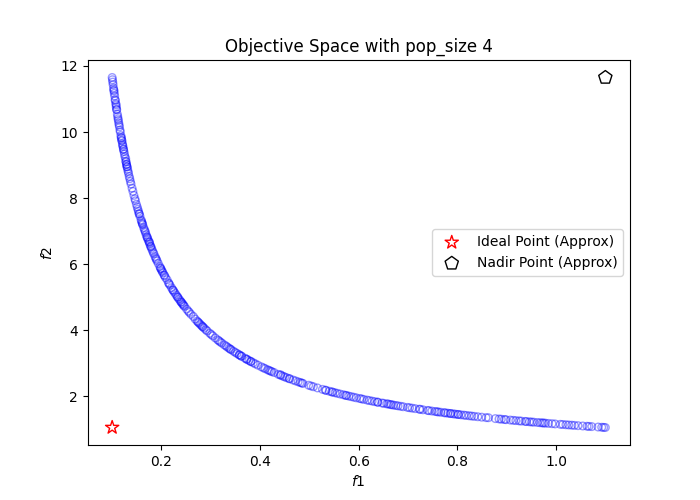 Objective Space with pop_size 4
12
10
8
6
4
2
f2
Ideal Point (Approx)
Nadir Point (Approx)
0.2 0.4 0.6 0.8 1.0
f1